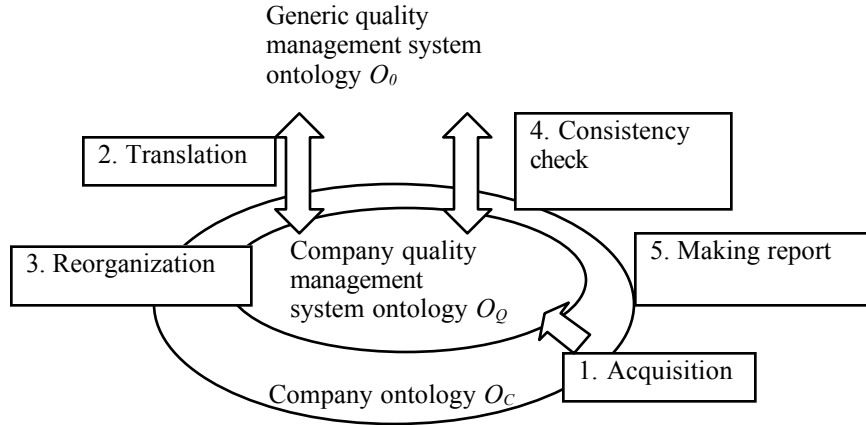 Generic quality
management system
ontology O0
2. Translation
4. Consistency
check
3. Reorganization
Company quality
management
system ontology OQ
5. Making report
1. Acquisition
Company ontology OC